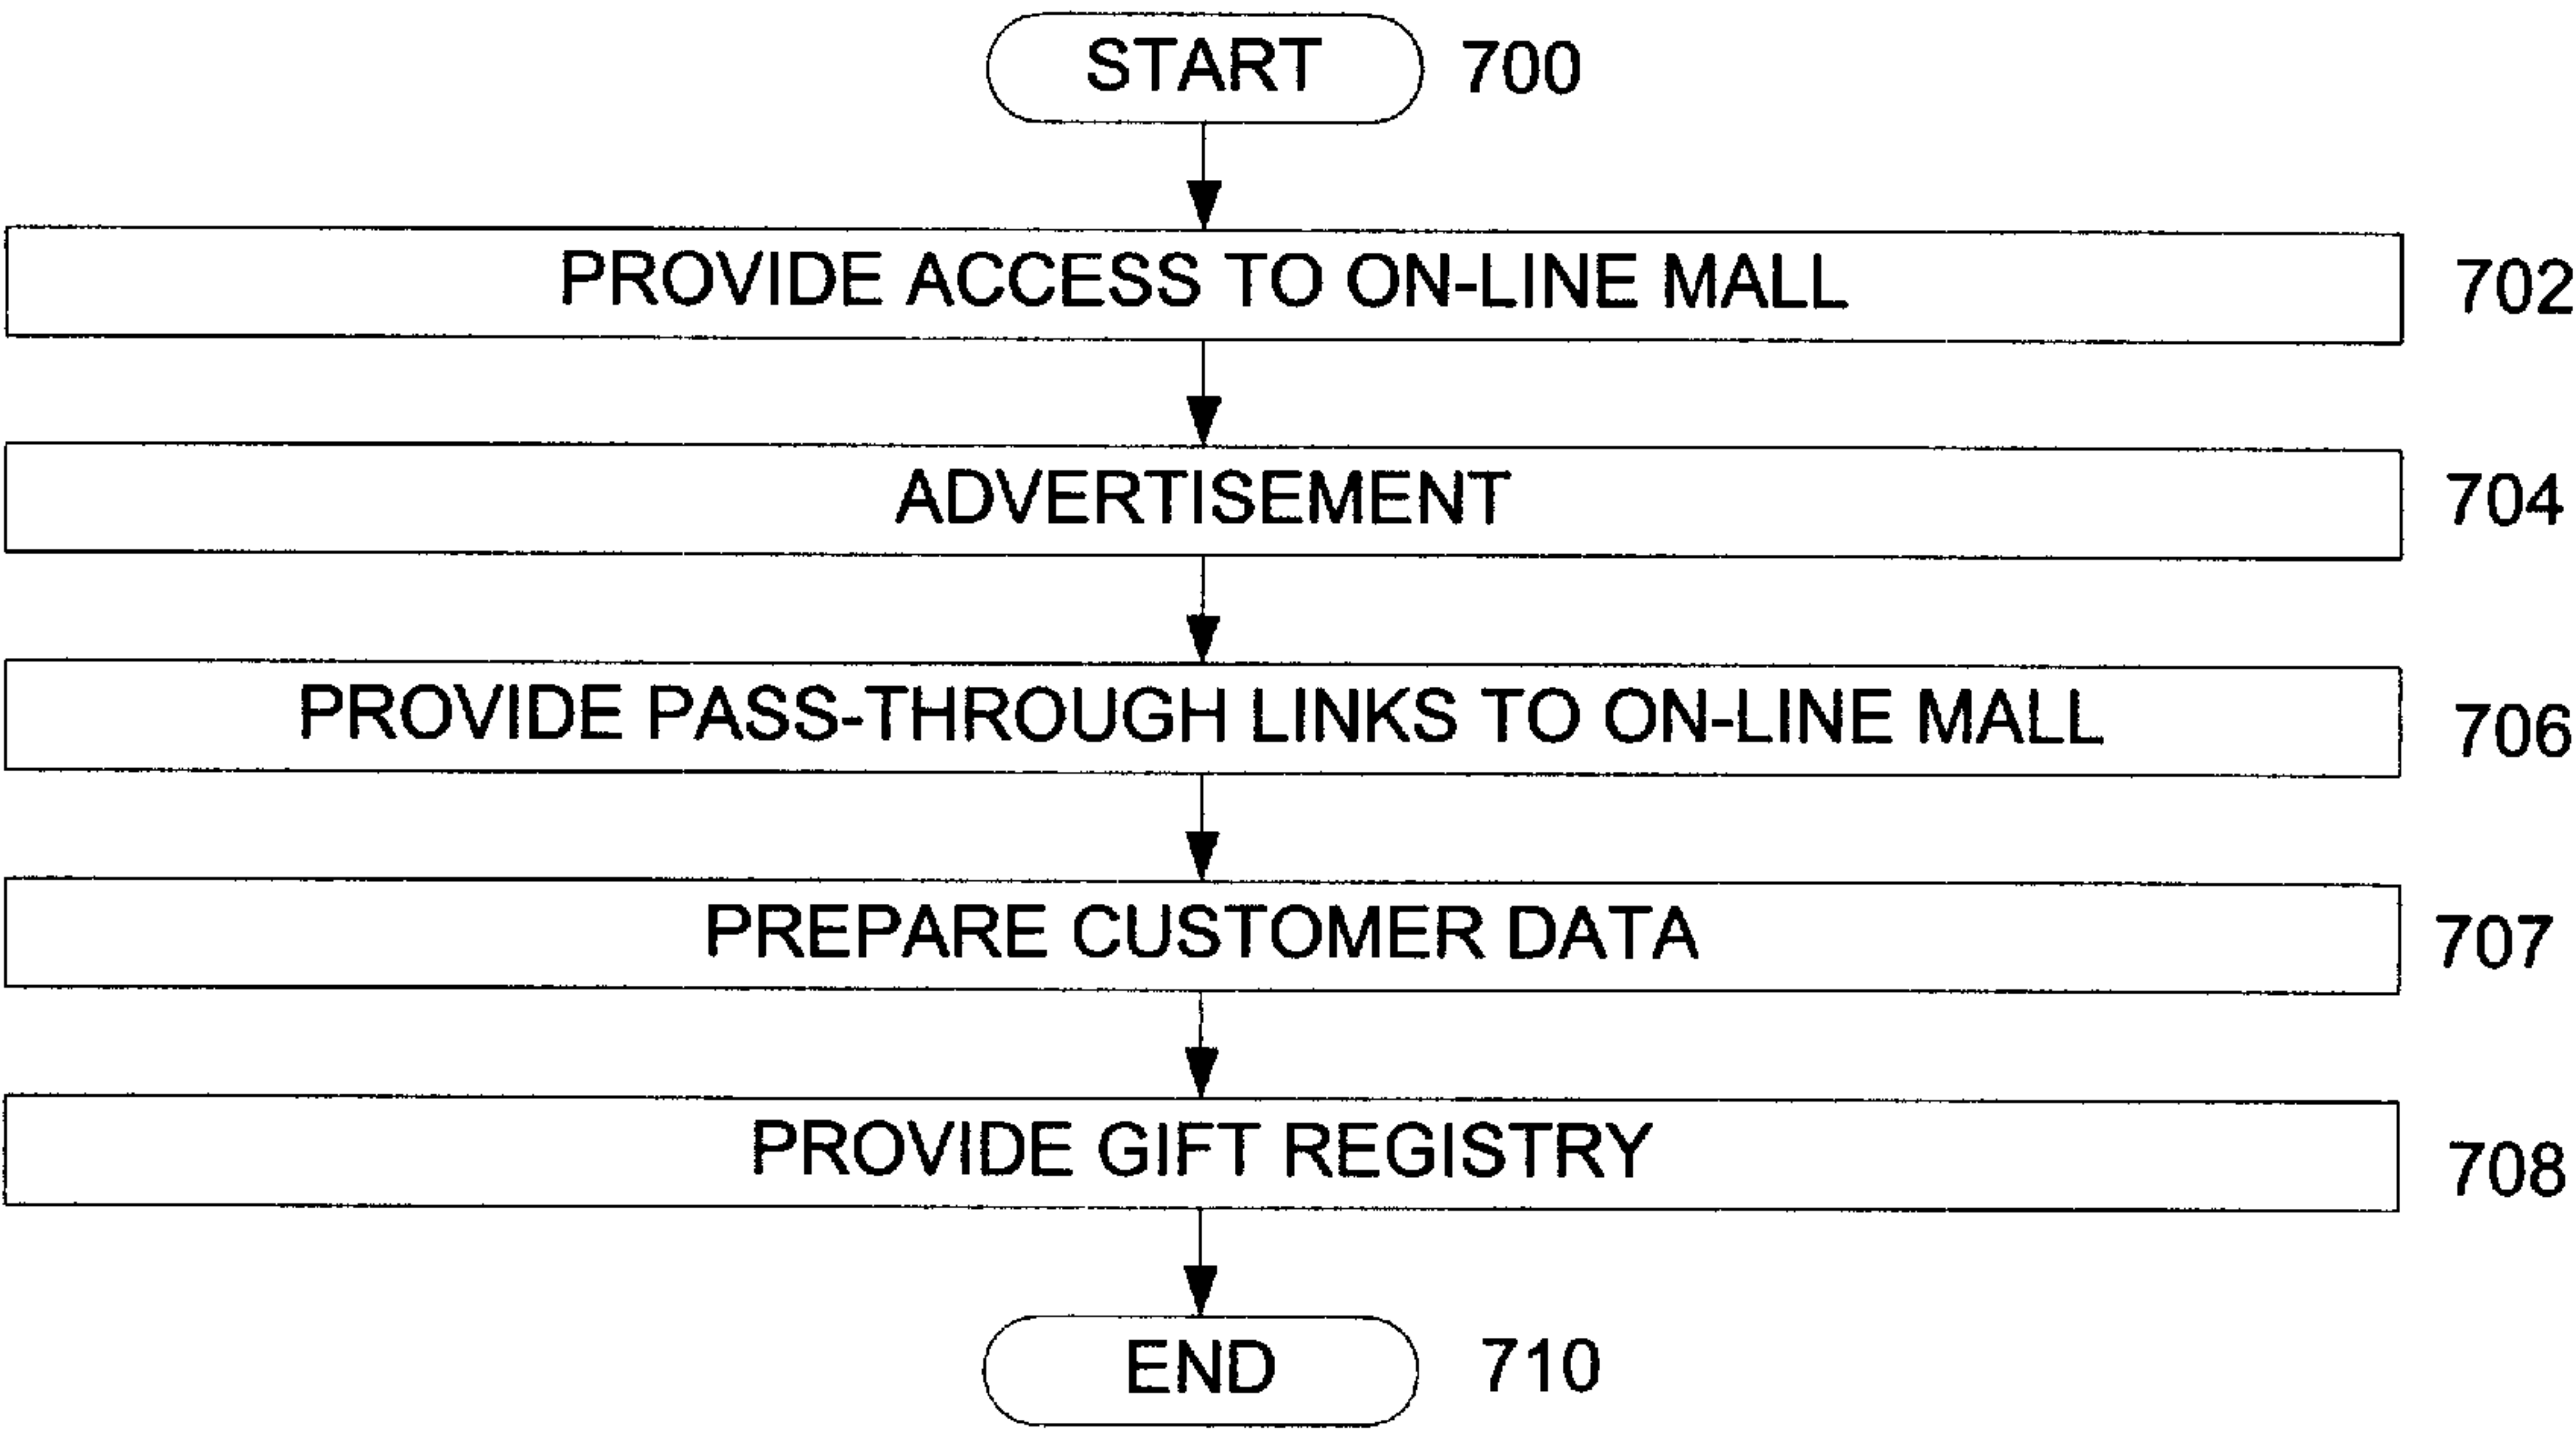 START 700
PROVIDE ACCESS TO ON-LINE MALL 702
ADVERTISEMENT 704
PROVIDE PASS-THROUGH LINKS TO ON-LINE MALL 706
PREPARE CUSTOMER DATA 707
PROVIDE GIFT REGISTRY 708
END 710